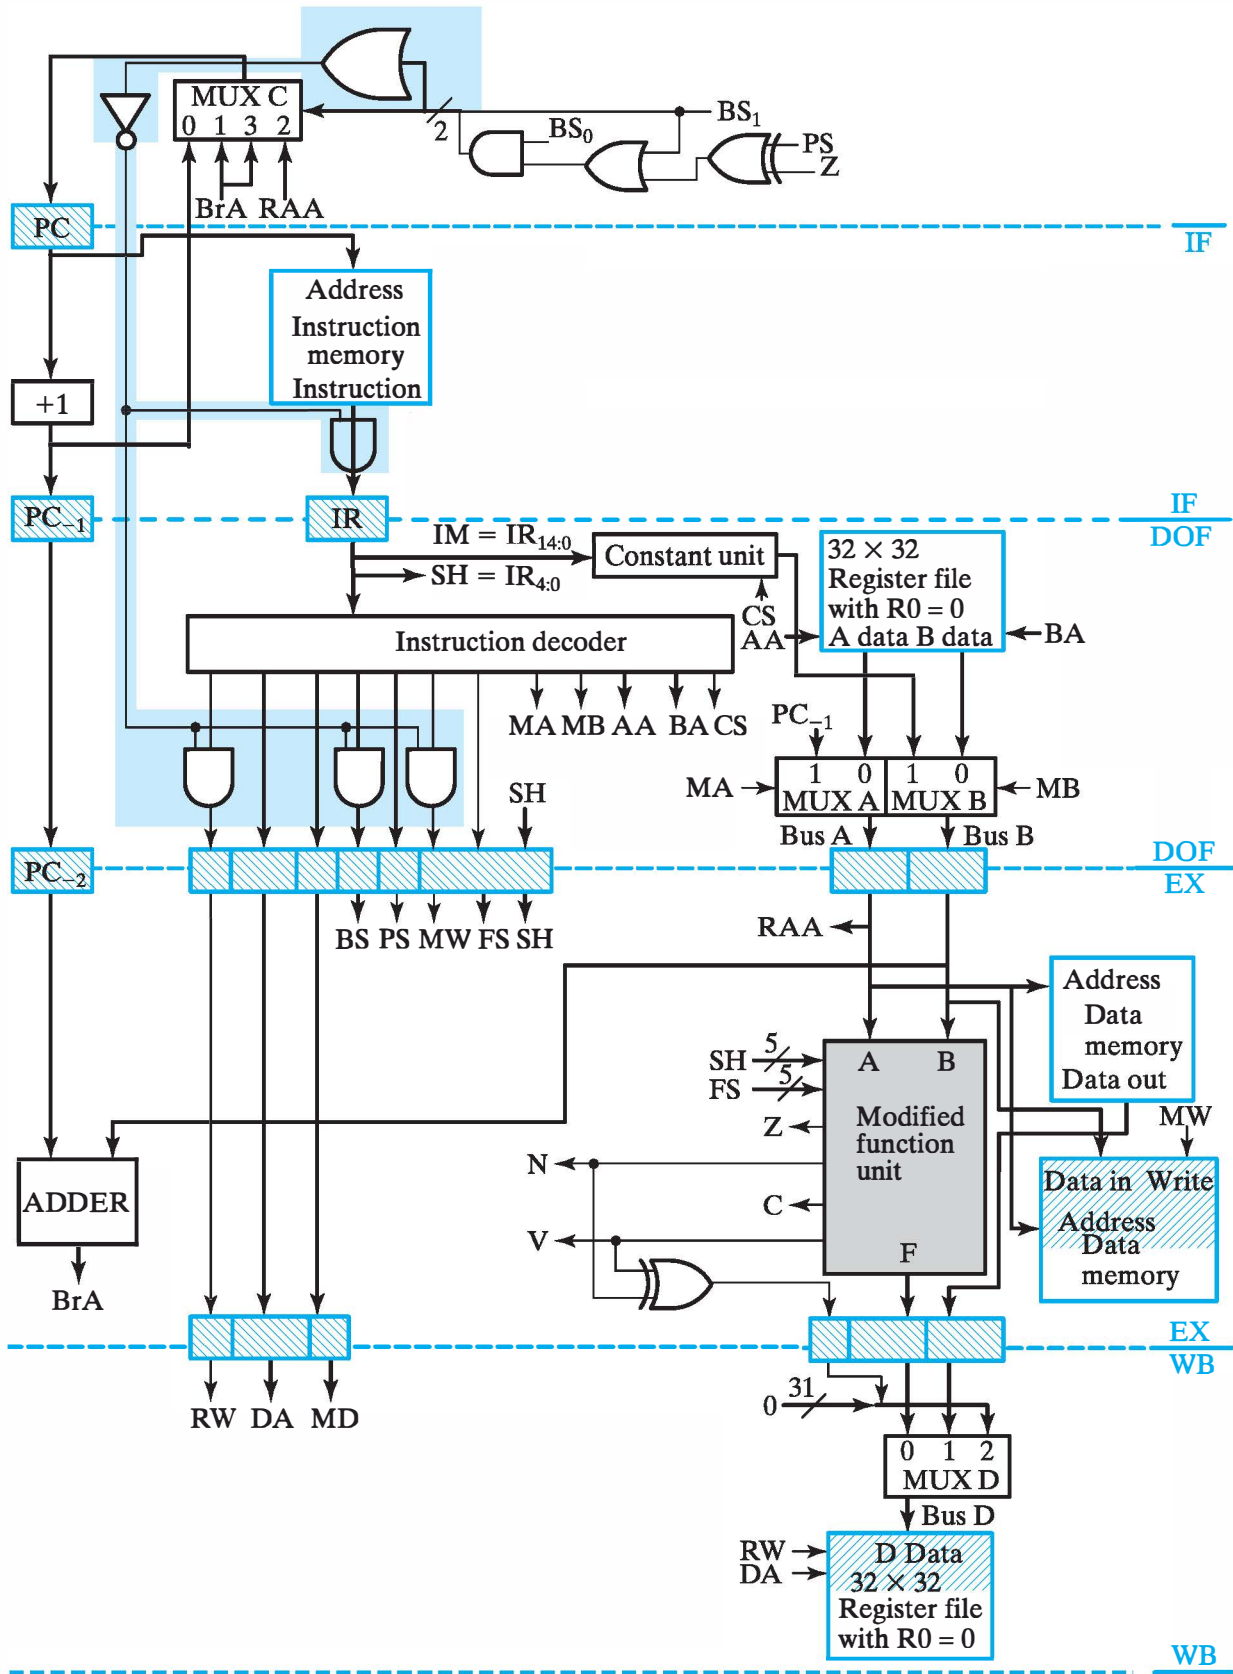 MUX C
0 1 3 2
2
BS₀
BS₁
PS
Z
BrA RAA
PC
IF
Address
Instruction
memory
Instruction
+1
PC₋₁
IR
IF
DOF
IM = IR₁₄:₀
SH = IR₄:₀
Constant unit
CS
AA
32 × 32
Register file
with R0 = 0
A data B data
BA
Instruction decoder
MA MB AA BA CS
PC₋₁
MA
1 0 1 0
MUX A MUX B
MB
SH
Bus A
Bus B
PC₋₂
DOF
EX
BS PS MW FS SH
RAA
Address
Data
memory
Data out
SH 5
FS 5
A B
Modified
function
unit
Z
N
C
V
F
MW
Data in Write
Address
Data
memory
ADDER
BrA
EX
WB
RW DA MD
0 31
0 1 2
MUX D
Bus D
RW
DA
D Data
32 × 32
Register file
with R0 = 0
WB